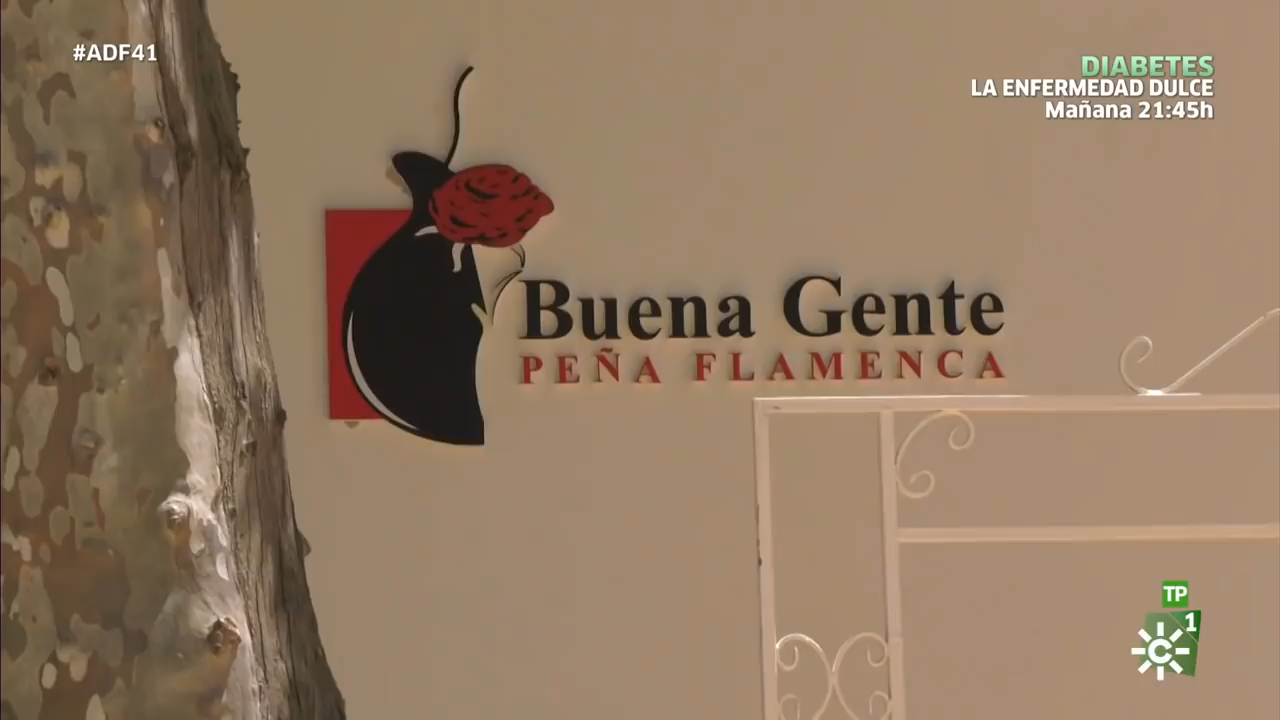 #ADF41
DIABETES
LA ENFERMEDAD DULCE
Mañana 21:45h
Buena Gente
PEÑA FLAMENCA
TP
1